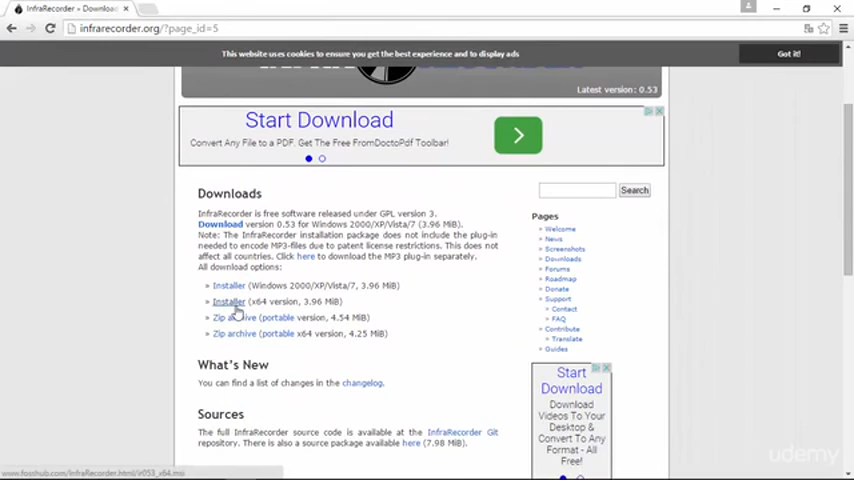 InfraRecorder » Downloa
infrarecorder.org/?page_id=5
This website uses cookies to ensure you get the best experience and to display ads
Got it!
Latest version: 0.53
Start Download
Convert Any File to a PDF. Get The Free FromDoctoPdf Toolbar!
Downloads
InfraRecorder is free software released under GPL version 3.
Download version 0.53 for Windows 2000/XP/Vista/7 (3.96 MiB).
Note: The InfraRecorder installation package does not include the plug-in
needed to encode MP3-files due to patent license restrictions. This does not
affect all countries. Click here to download the MP3 plug-in separately.
All download options:
» Installer (Windows 2000/XP/Vista/7, 3.96 MiB)
» Installer (x64 version, 3.96 MiB)
» Zip archive (portable version, 4.54 MiB)
» Zip archive (portable x64 version, 4.25 MiB)
What's New
You can find a list of changes in the changelog.
Sources
The full InfraRecorder source code is available at the InfraRecorder Git
repository. There is also a source package available here (7.98 MiB).
Search
Pages
» Welcome
» News
» Screenshots
» Downloads
» Forums
» Roadmap
» Donate
» Support
» Contact
» FAQ
» Contribute
» Translate
» Guides
Start
Download
Download
Videos To Your
Desktop &
Convert To Any
Format - All
Free!
www.fosshub.com/InfraRecorder.html/ir053_x64.msi
udemy